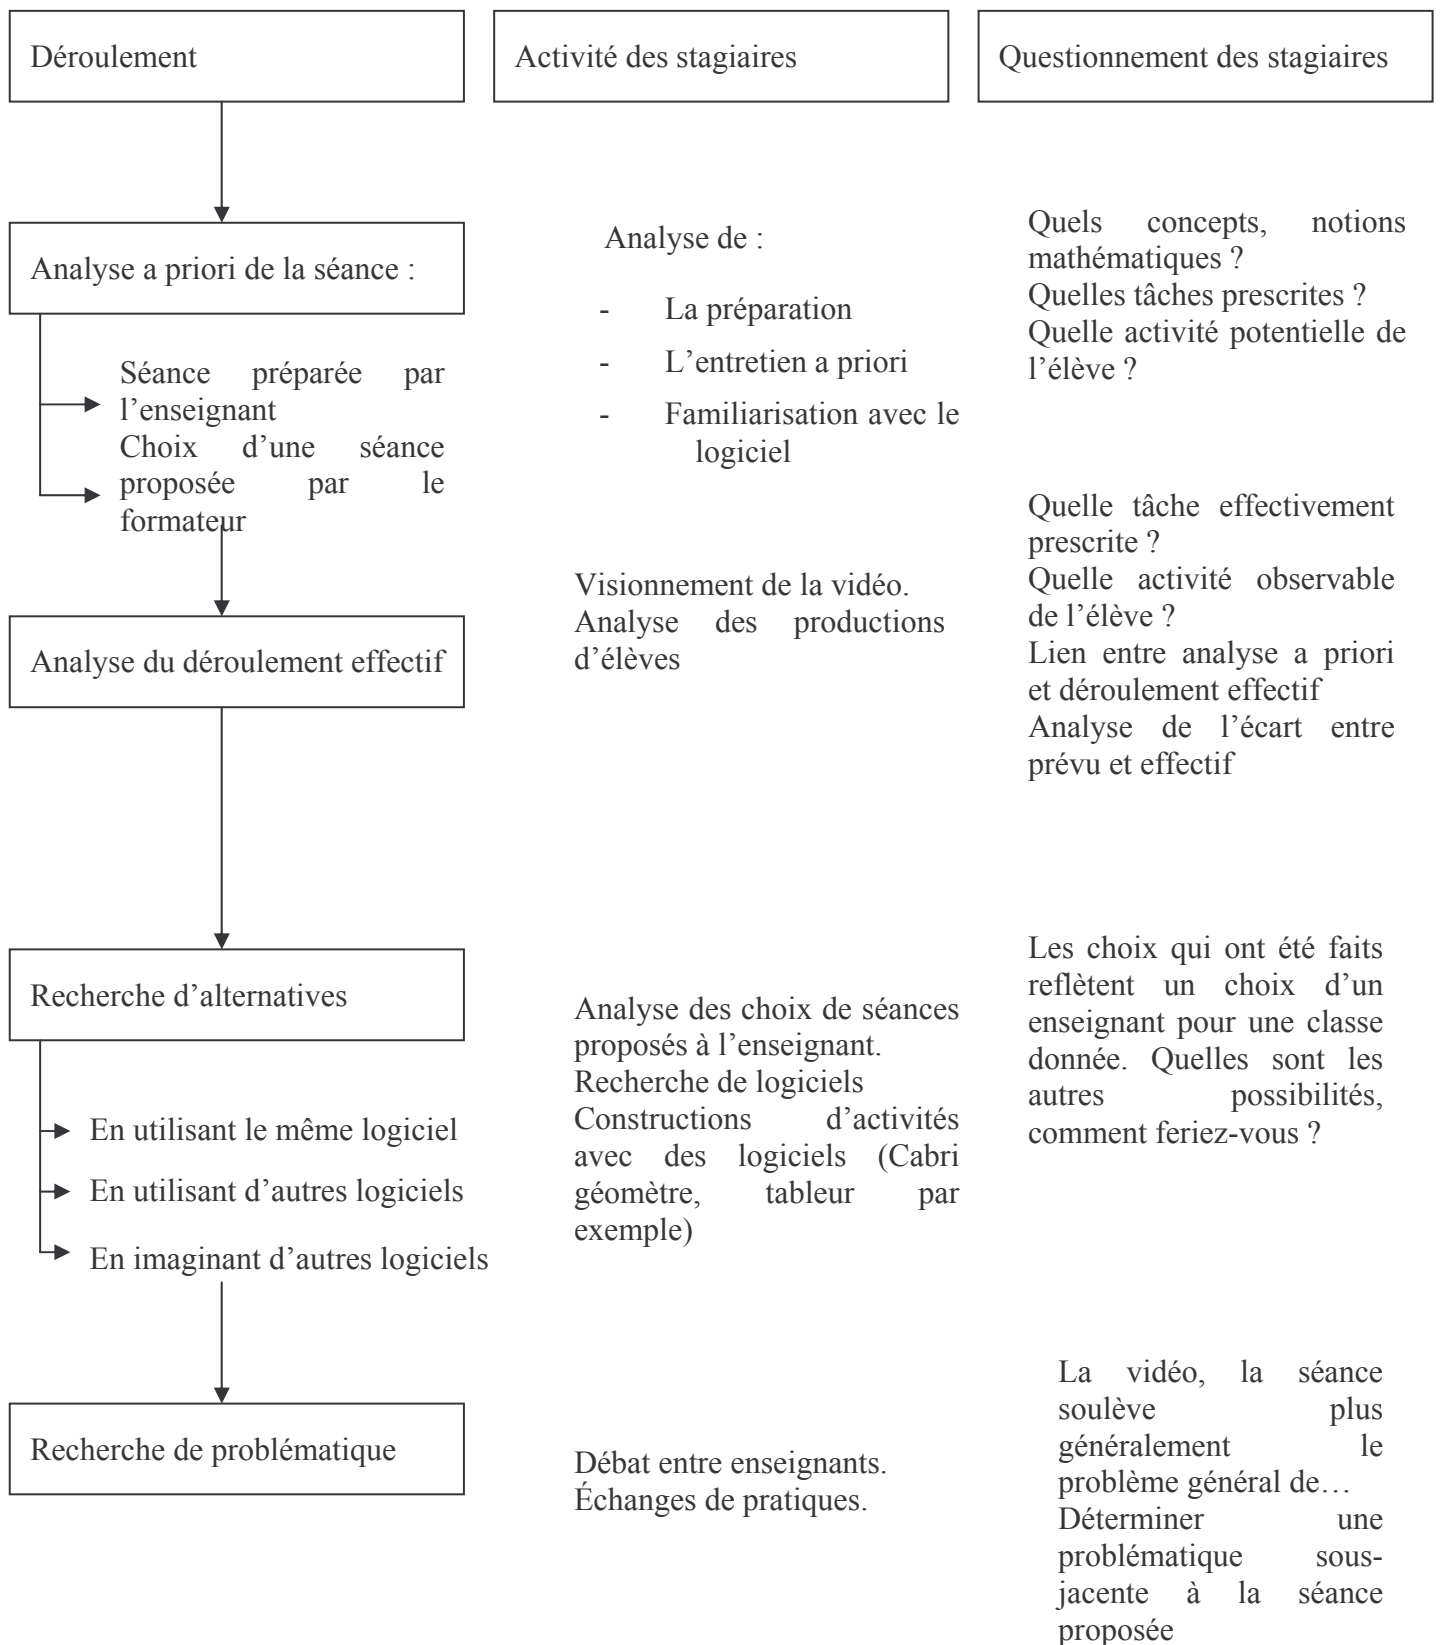 Déroulement
Activité des stagiaires
Questionnement des stagiaires
Analyse a priori de la séance :
Séance préparée par
l’enseignant
Choix d’une séance
proposée par le
formateur
Analyse de :
- La préparation
- L’entretien a priori
- Familiarisation avec le
logiciel
Quels concepts, notions
mathématiques ?
Quelles tâches prescrites ?
Quelle activité potentielle de
l’élève ?
Analyse du déroulement effectif
Visionnement de la vidéo.
Analyse des productions
d’élèves
Quelle tâche effectivement
prescrite ?
Quelle activité observable
de l’élève ?
Lien entre analyse a priori
et déroulement effectif
Analyse de l’écart entre
prévu et effectif
Recherche d’alternatives
En utilisant le même logiciel
En utilisant d’autres logiciels
En imaginant d’autres logiciels
Analyse des choix de séances
proposés à l’enseignant.
Recherche de logiciels
Constructions d’activités
avec des logiciels (Cabri
géomètre, tableur par
exemple)
Les choix qui ont été faits
reflètent un choix d’un
enseignant pour une classe
donnée. Quelles sont les
autres possibilités,
comment feriez-vous ?
Recherche de problématique
Débat entre enseignants.
Échanges de pratiques.
La vidéo, la séance
soulève plus
généralement le
problème général de…
Déterminer une
problématique sous-
jacente à la séance
proposée